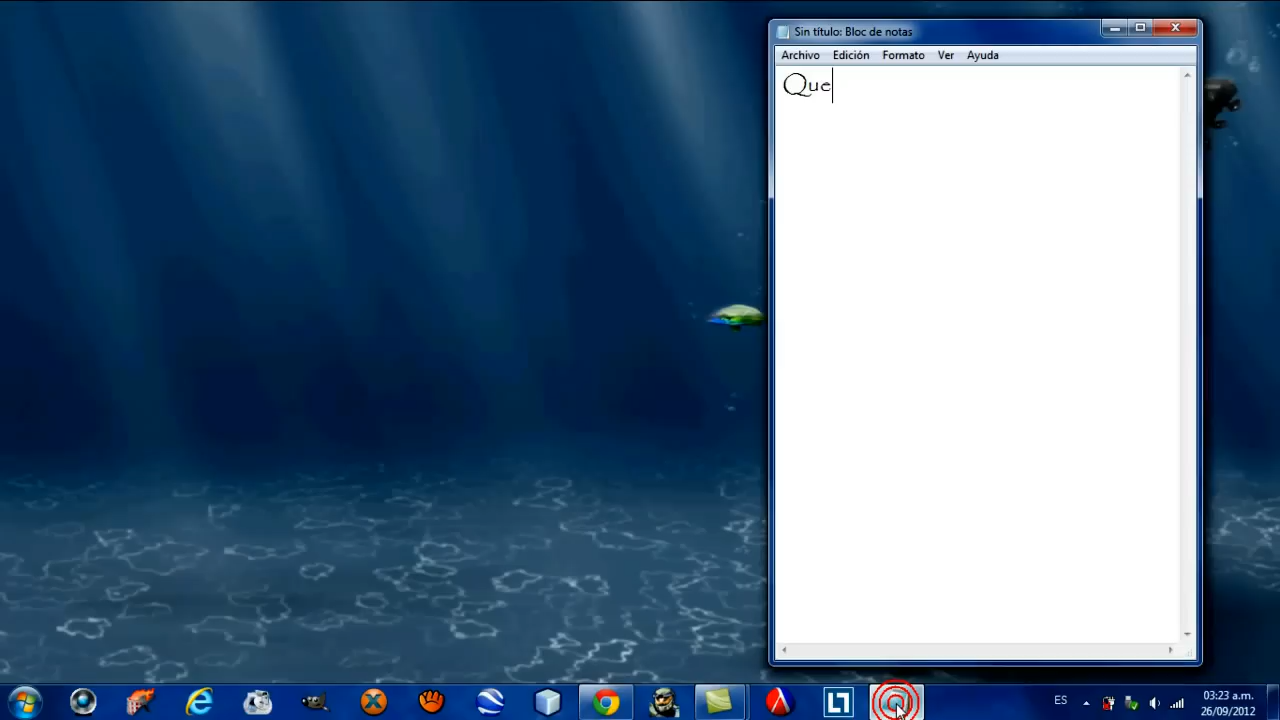 Sin título: Bloc de notas
Archivo Edición Formato Ver Ayuda
Que
ES
03:23 a.m.
26/09/2012